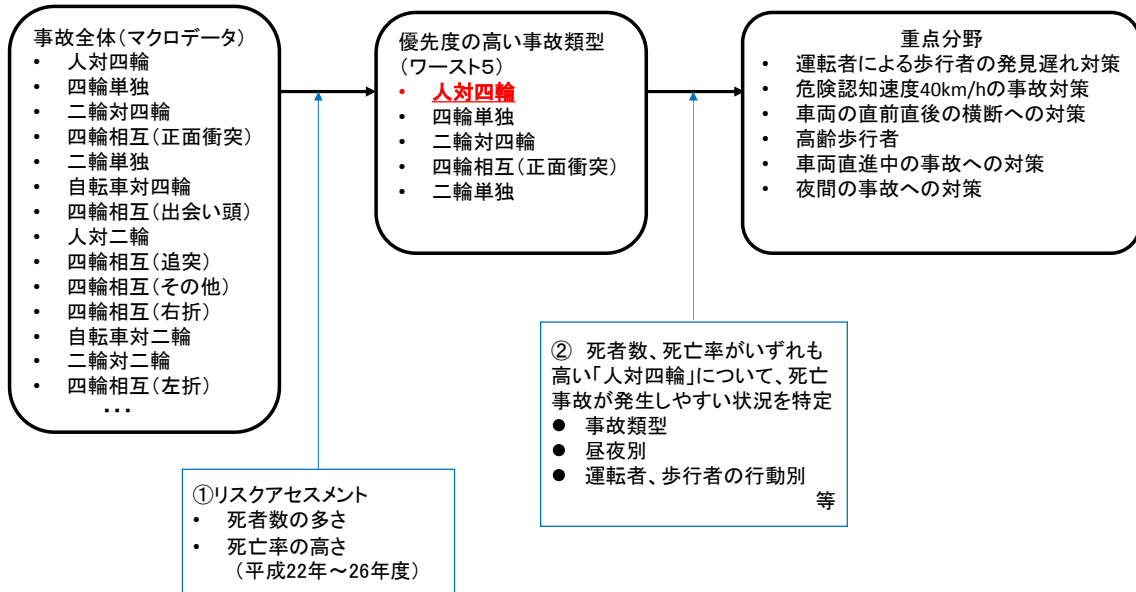 事故全体(マクロデータ)
• 人対四輪
• 四輪単独
• 二輪対四輪
• 四輪相互(正面衝突)
• 二輪単独
• 自転車対四輪
• 四輪相互(出会い頭)
• 人対二輪
• 四輪相互(追突)
• 四輪相互(その他)
• 四輪相互(右折)
• 自転車対二輪
• 二輪対二輪
• 四輪相互(左折)
・・・
優先度の高い事故類型
(ワースト5)
• 人対四輪
• 四輪単独
• 二輪対四輪
• 四輪相互(正面衝突)
• 二輪単独
重点分野
• 運転者による歩行者の発見遅れ対策
• 危険認知速度40km/hの事故対策
• 車両の直前直後の横断への対策
• 高齢歩行者
• 車両直進中の事故への対策
• 夜間の事故への対策
①リスクアセスメント
• 死者数の多さ
• 死亡率の高さ
(平成22年~26年度)
② 死者数、死亡率がいずれも
高い「人対四輪」について、死亡
事故が発生しやすい状況を特定
● 事故類型
● 昼夜別
● 運転者、歩行者の行動別
等